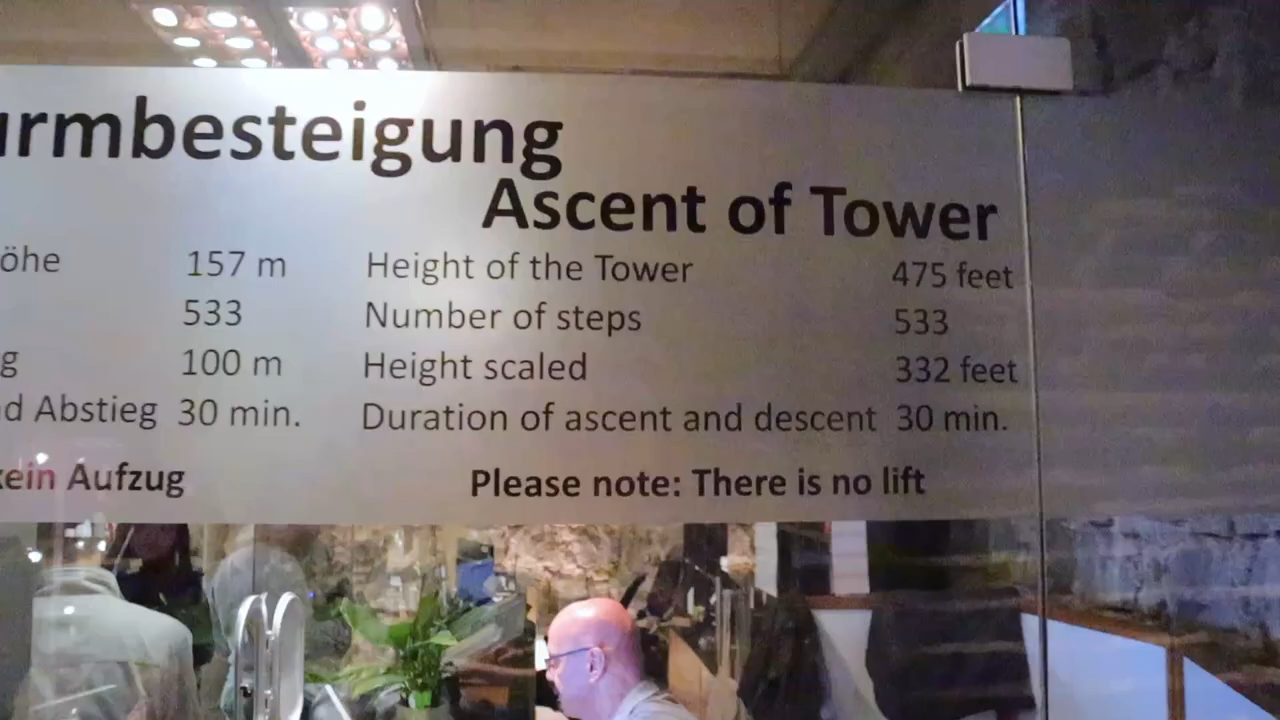 urmbesteigung
Ascent of Tower
öhe 157 m Height of the Tower 475 feet
533 Number of steps 533
g 100 m Height scaled 332 feet
d Abstieg 30 min. Duration of ascent and descent 30 min.
kein Aufzug Please note: There is no lift